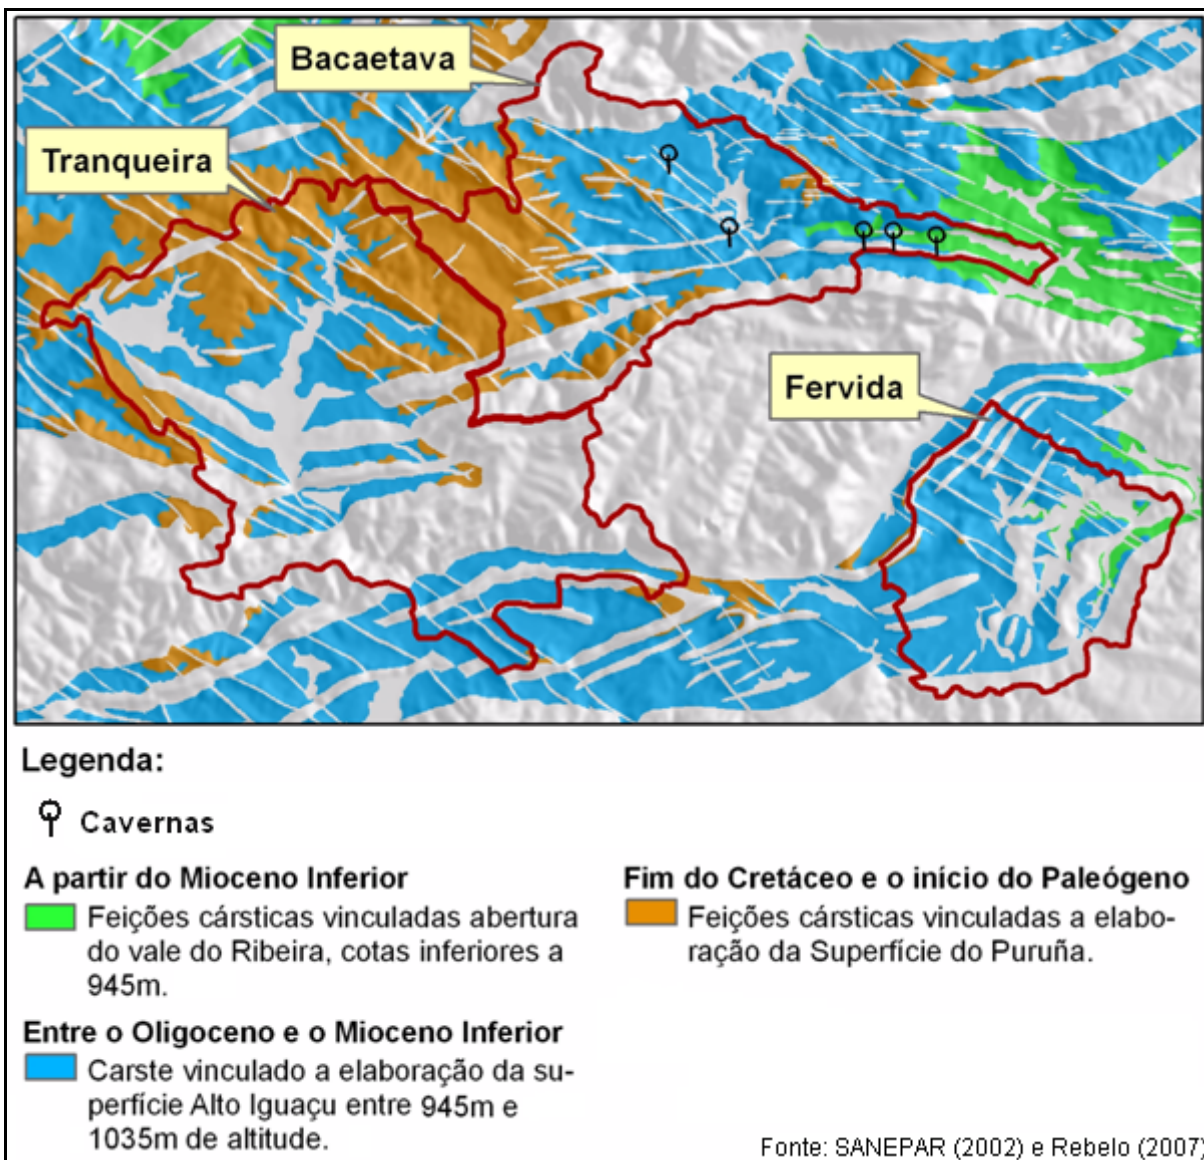 Bacaetava
Tranqueira
Fervida
Legenda:
Cavernas
A partir do Mioceno Inferior
Feições cársticas vinculadas abertura
do vale do Ribeira, cotas inferiores a
945m.
Entre o Oligoceno e o Mioceno Inferior
Carste vinculado a elaboração da su-
perfície Alto Iguaçu entre 945m e
1035m de altitude.
Fim do Cretáceo e o início do Paleógeno
Feições cársticas vinculadas a elabo-
ração da Superfície do Puruña.
Fonte: SANEPAR (2002) e Rebelo (2007)